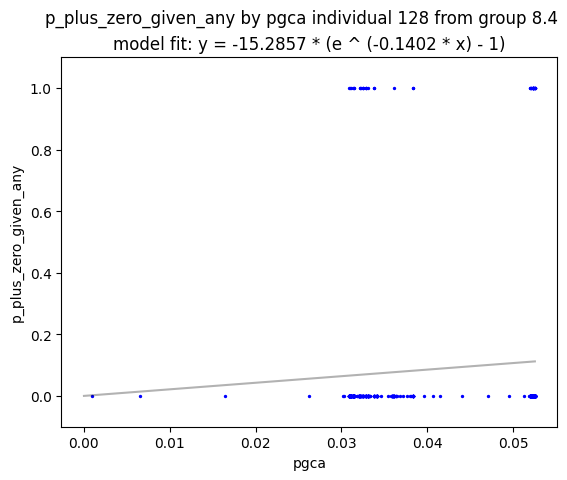 p_plus_zero_given_any by pgca individual 128 from group 8.4
model fit: y = -15.2857 * (e ^ (-0.1402 * x) - 1)
1.0
0.8
0.6
0.4
0.2
0.0
p_plus_zero_given_any
0.00 0.01 0.02 0.03 0.04 0.05
pgca